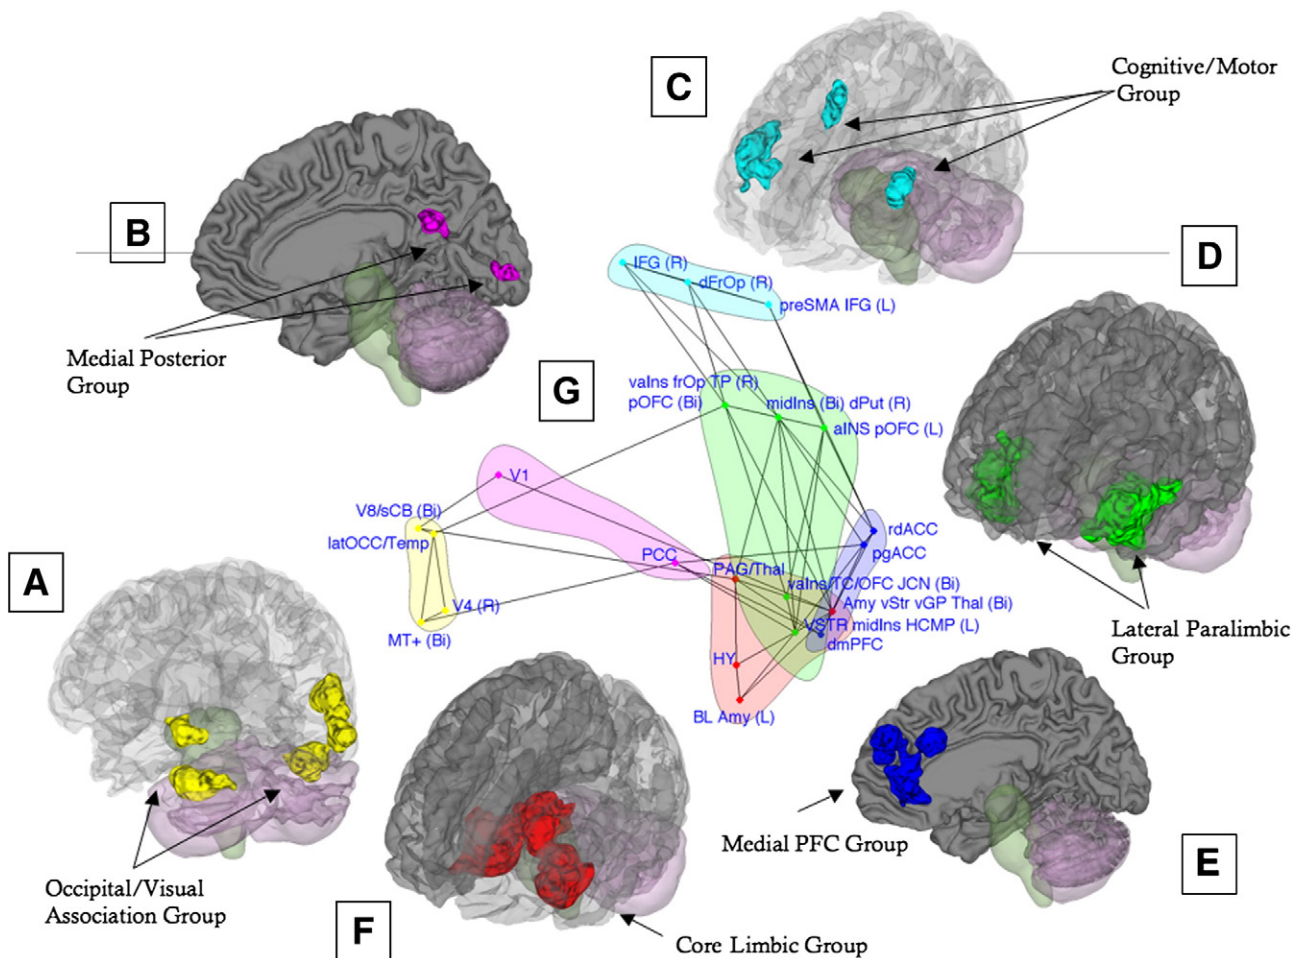 C
Cognitive/Motor
Group
B
D
IFG (R)
dFrOp (R)
preSMA IFG (L)
Medial Posterior
Group
G
vaIns frOp TP (R)
pOFC (Bi)
midIns (Bi) dPut (R)
aINS pOFC (L)
V1
V8/sCB (Bi)
latOCC/Temp
rdACC
pgACC
PCC
PAG/Thal
vaIns/TC/OFC JCN (Bi)
A
V4 (R)
Amy vStr vGP Thal (Bi)
VSTR midIns HCMP (L)
MT+ (Bi)
dmPFC
Lateral Paralimbic
Group
HY
BL Amy (L)
Medial PFC Group
E
Occipital/Visual
Association Group
F
Core Limbic Group